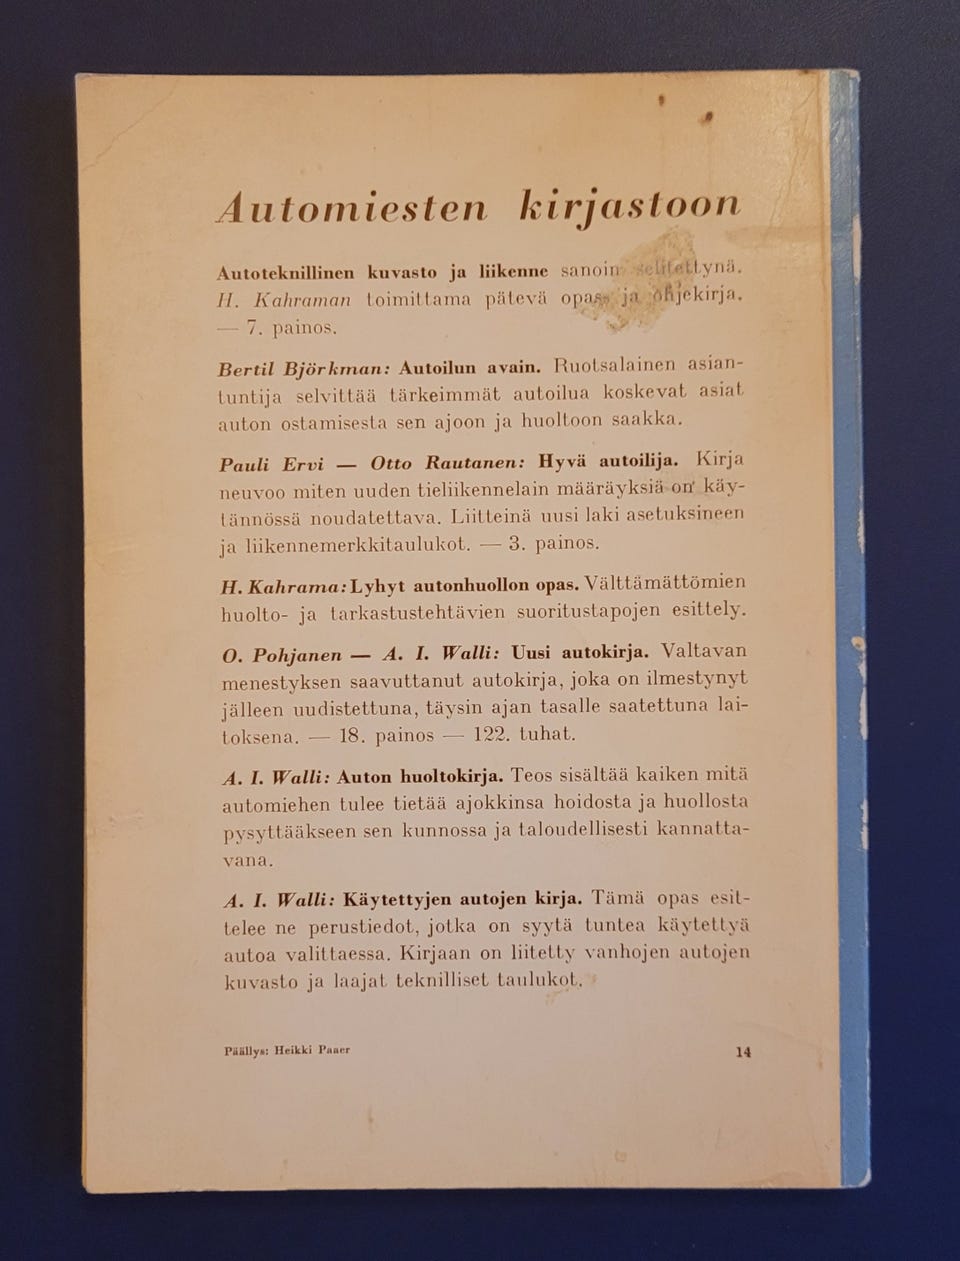 Automiesten kirjastoon
Autoteknillinen kuvasto ja liikenne sanoin selitettynä.
H. Kahraman toimittama pätevä opas ja ohjekirja.
— 7. painos.
Bertil Björkman: Autoilun avain. Ruotsalainen asian-
tuntija selvittää tärkeimmät autoilua koskevat asiat
auton ostamisesta sen ajoon ja huoltoon saakka.
Pauli Ervi — Otto Rautanen: Hyvä autoilija. Kirja
neuvoo miten uuden tieliikennelain määräyksiä on käy-
tännössä noudatettava. Liitteinä uusi laki asetuksineen
ja liikennemerkkitaulukot. — 3. painos.
H. Kahrama: Lyhyt autonhuollon opas. Välttämättömien
huolto- ja tarkastustehtävien suoritustapojen esittely.
O. Pohjanen — A. I. Walli: Uusi autokirja. Valtavan
menestyksen saavuttanut autokirja, joka on ilmestynyt
jälleen uudistettuna, täysin ajan tasalle saatettuna lai-
toksena. — 18. painos — 122. tuhat.
A. I. Walli: Auton huoltokirja. Teos sisältää kaiken mitä
automiehen tulee tietää ajokkinsa hoidosta ja huollosta
pysyttääkseen sen kunnossa ja taloudellisesti kannatta-
vana.
A. I. Walli: Käytettyjen autojen kirja. Tämä opas esit-
telee ne perustiedot, jotka on syytä tuntea käytettyä
autoa valittaessa. Kirjaan on liitetty vanhojen autojen
kuvasto ja laajat teknilliset taulukot.
Päällys: Heikki Paaer
14